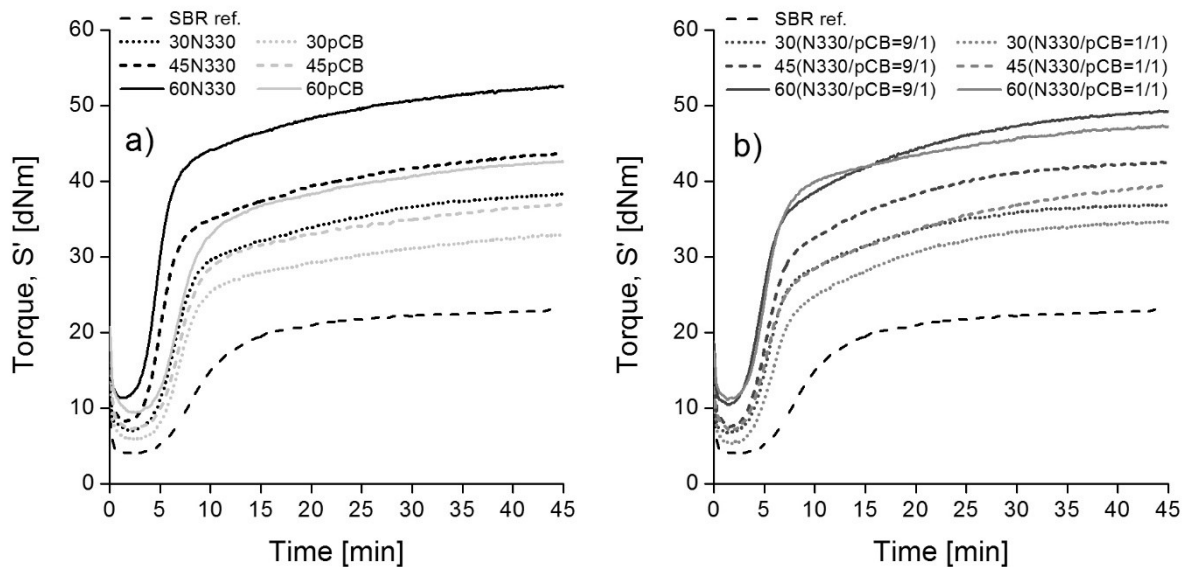 SBR ref.
30N330 30pCB
45N330 45pCB
60N330 60pCB
a)
Torque, S' [dNm]
60
50
40
30
20
10
0
0 5 10 15 20 25 30 35 40 45
Time [min]
SBR ref.
30(N330/pCB=9/1) 30(N330/pCB=1/1)
45(N330/pCB=9/1) 45(N330/pCB=1/1)
60(N330/pCB=9/1) 60(N330/pCB=1/1)
b)
Torque, S' [dNm]
60
50
40
30
20
10
0
0 5 10 15 20 25 30 35 40 45
Time [min]